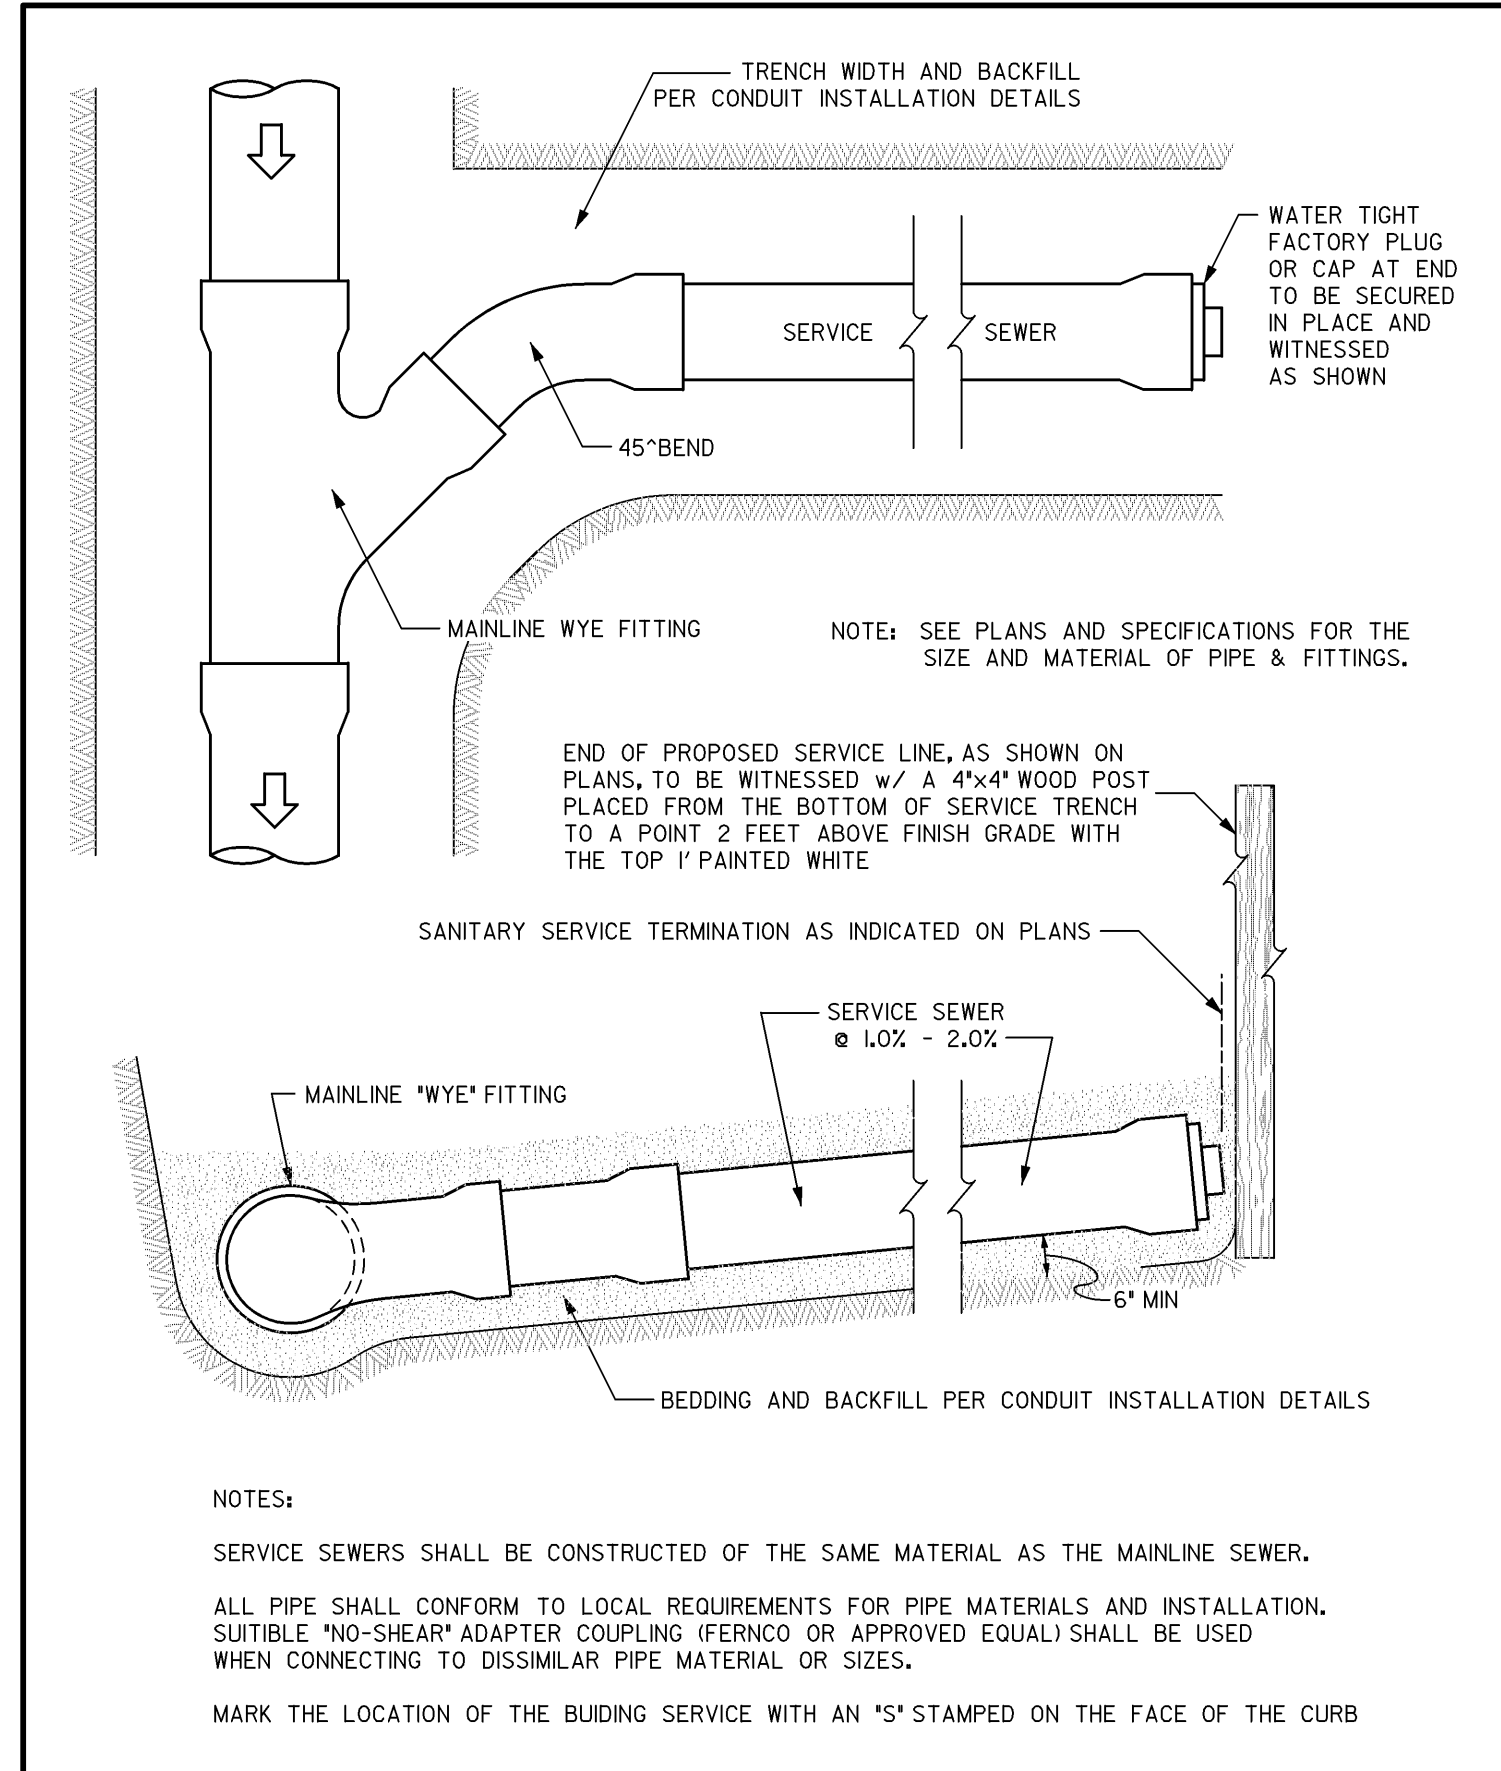 TRENCH WIDTH AND BACKFILL
PER CONDUIT INSTALLATION DETAILS
WATER TIGHT
FACTORY PLUG
OR CAP AT END
TO BE SECURED
IN PLACE AND
WITNESSED
AS SHOWN
SERVICE SEWER
45^BEND
MAINLINE WYE FITTING
NOTE: SEE PLANS AND SPECIFICATIONS FOR THE
SIZE AND MATERIAL OF PIPE & FITTINGS.
END OF PROPOSED SERVICE LINE, AS SHOWN ON
PLANS, TO BE WITNESSED w/ A 4"x4" WOOD POST
PLACED FROM THE BOTTOM OF SERVICE TRENCH
TO A POINT 2 FEET ABOVE FINISH GRADE WITH
THE TOP 1' PAINTED WHITE
SANITARY SERVICE TERMINATION AS INDICATED ON PLANS
SERVICE SEWER
@ 1.0% - 2.0%
MAINLINE "WYE" FITTING
6" MIN
BEDDING AND BACKFILL PER CONDUIT INSTALLATION DETAILS
NOTES:
SERVICE SEWERS SHALL BE CONSTRUCTED OF THE SAME MATERIAL AS THE MAINLINE SEWER.
ALL PIPE SHALL CONFORM TO LOCAL REQUIREMENTS FOR PIPE MATERIALS AND INSTALLATION.
SUITIBLE "NO-SHEAR" ADAPTER COUPLING (FERNCO OR APPROVED EQUAL) SHALL BE USED
WHEN CONNECTING TO DISSIMILAR PIPE MATERIAL OR SIZES.
MARK THE LOCATION OF THE BUIDING SERVICE WITH AN "S" STAMPED ON THE FACE OF THE CURB